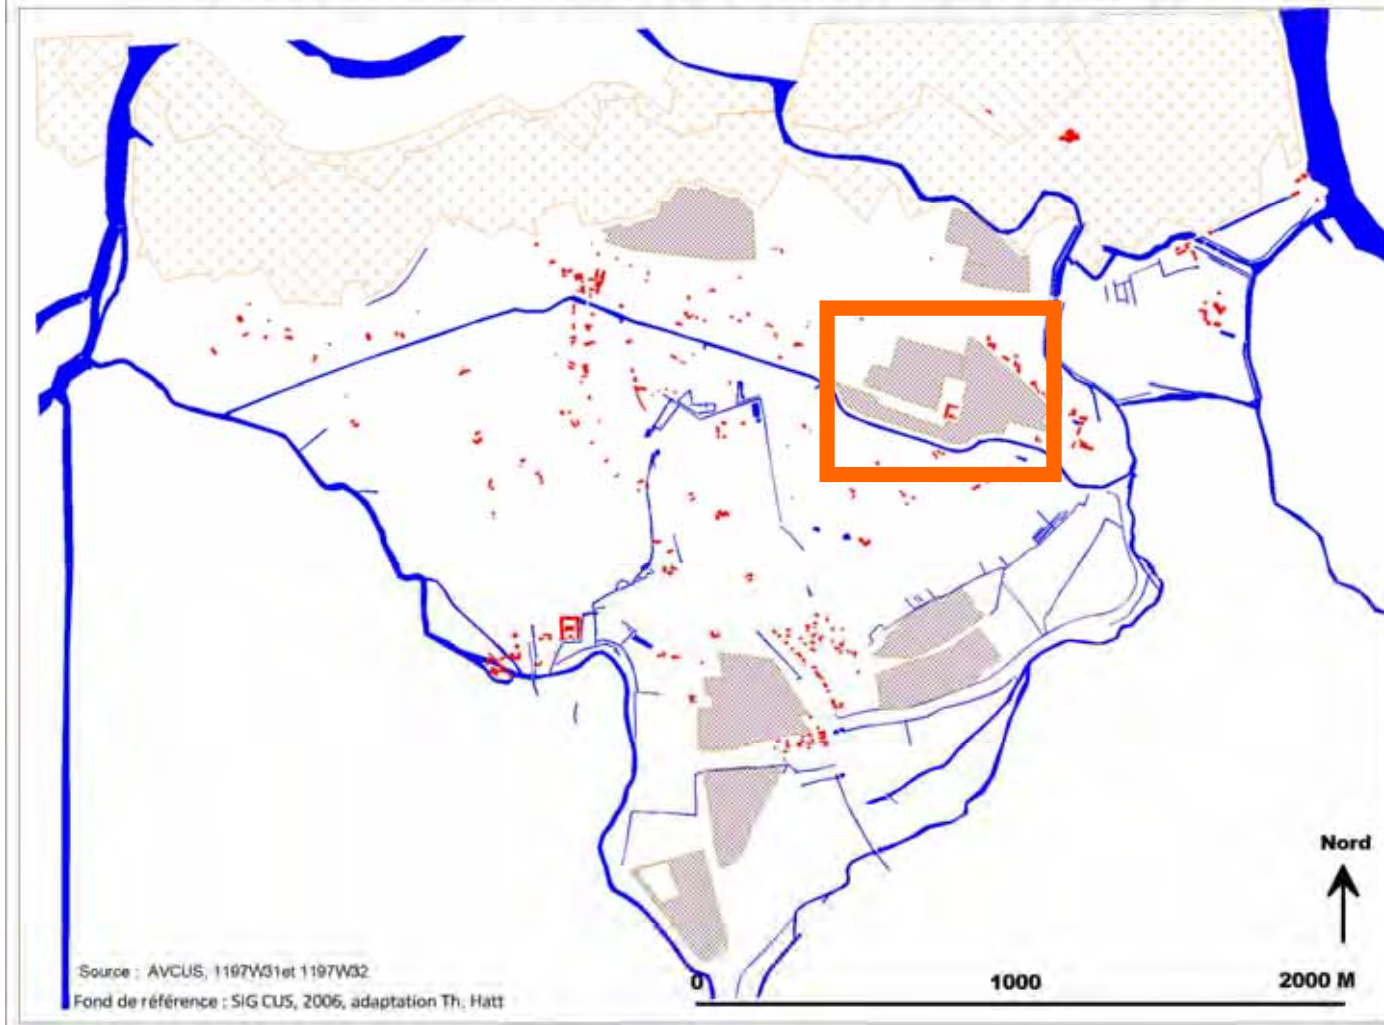 Nord
Source : AVCUS, 1197W31et 1197W32
Fond de référence : SIG CUS, 2006, adaptation Th. Hatt
0 1000 2000 M